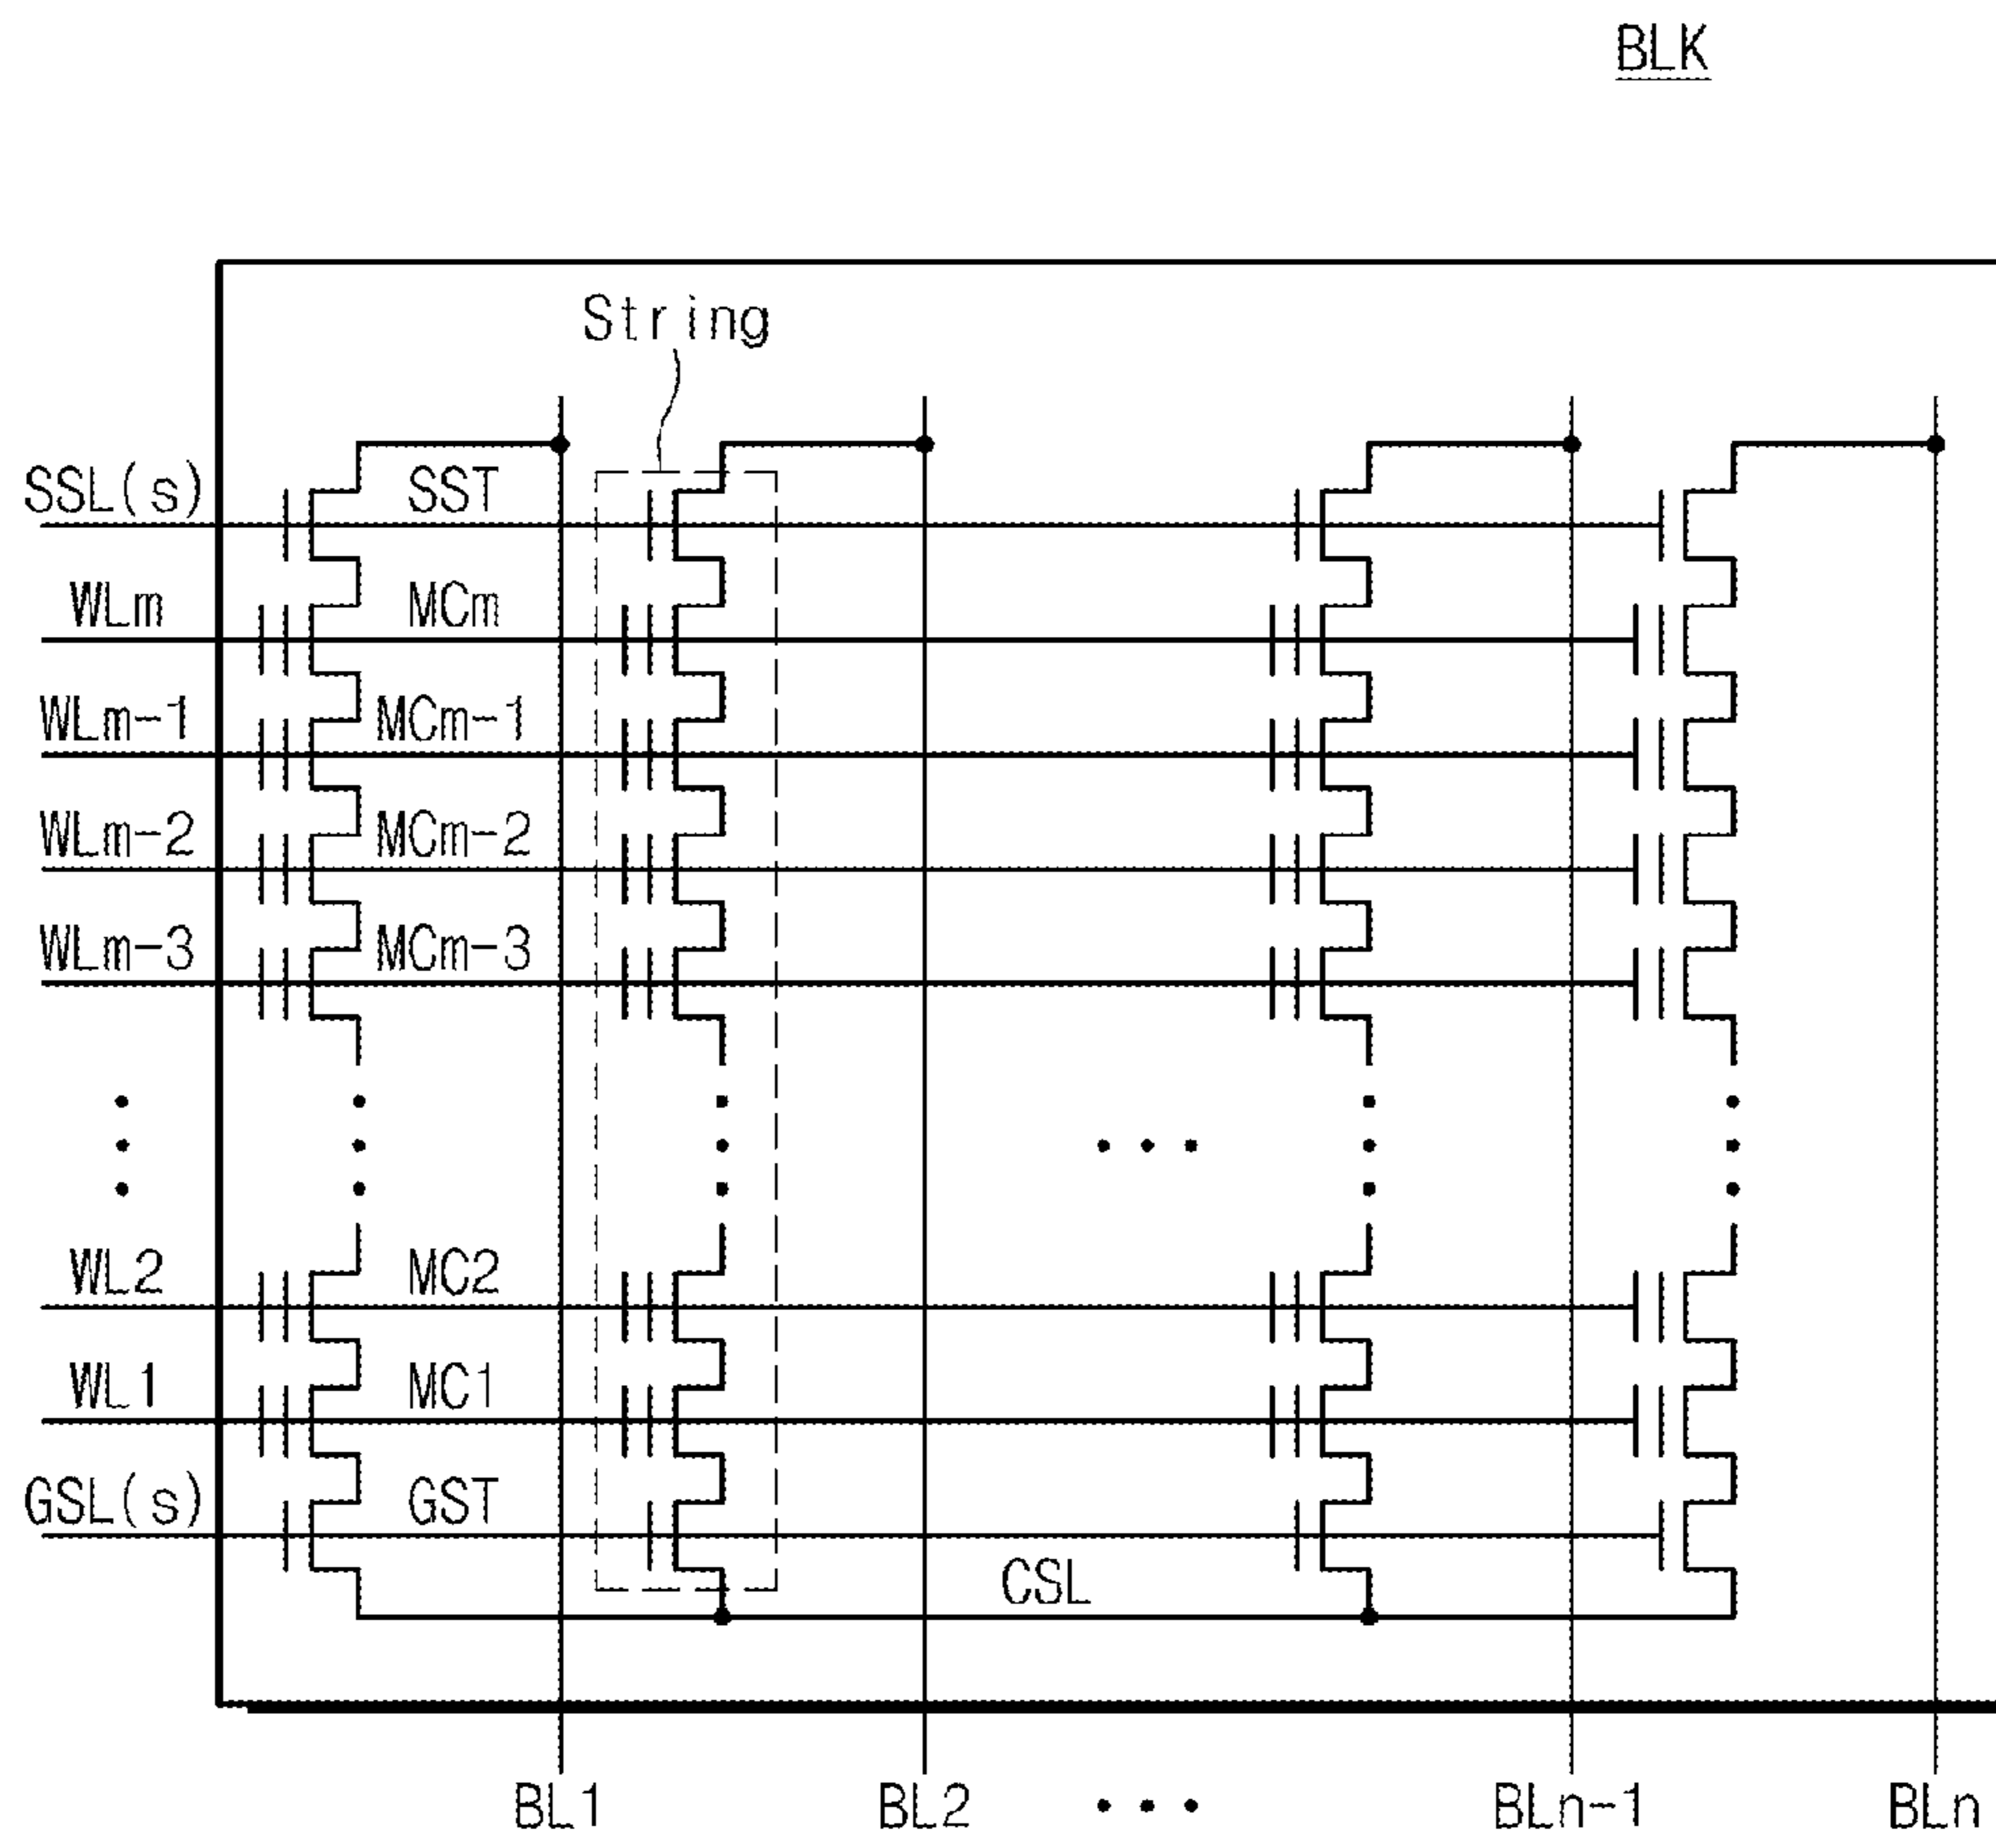 BLK
String
SSL(s) SST
WLm MCm
WLm-1 MCm-1
WLm-2 MCm-2
WLm-3 MCm-3
WL2 MC2
WL1 MC1
GSL(s) GST
CSL
BL1 BL2 ••• BLn-1 BLn